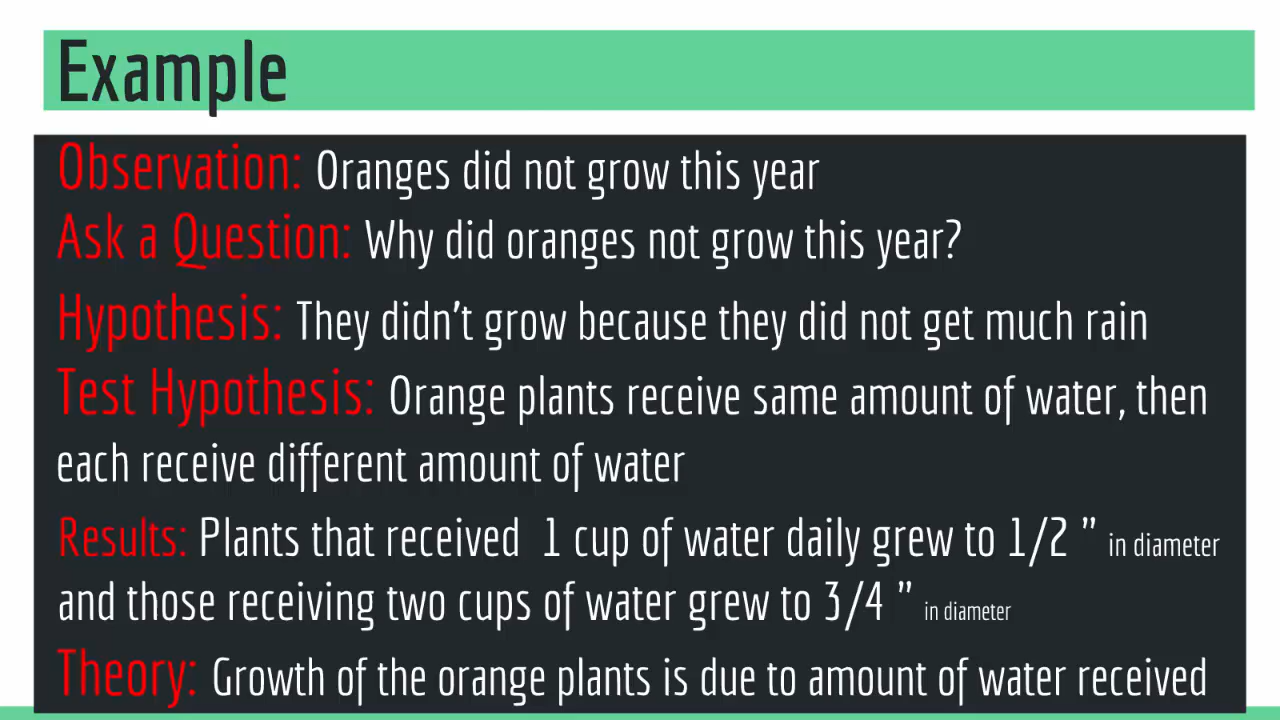 Example
Observation: Oranges did not grow this year
Ask a Question: Why did oranges not grow this year?
Hypothesis: They didn't grow because they did not get much rain
Test Hypothesis: Orange plants receive same amount of water, then
each receive different amount of water
Results: Plants that received 1 cup of water daily grew to 1/2 " in diameter
and those receiving two cups of water grew to 3/4 " in diameter
Theory: Growth of the orange plants is due to amount of water received